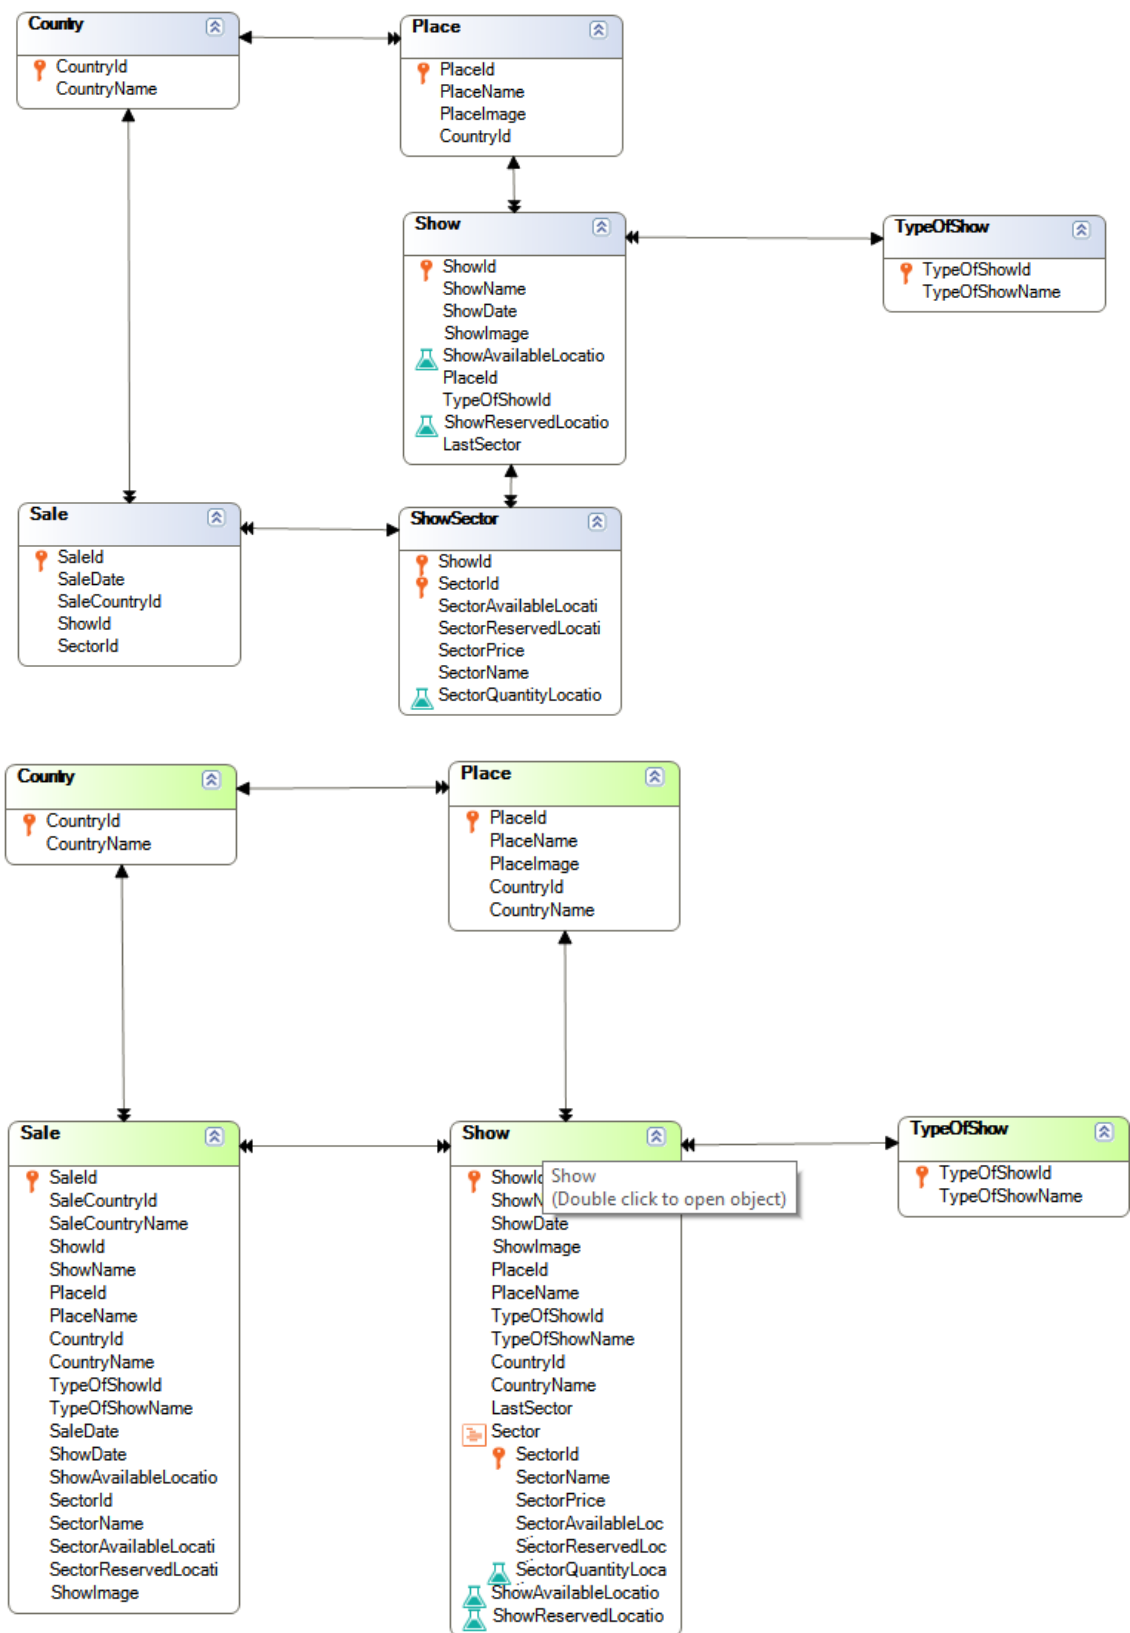 Country
CountryId
CountryName
Place
PlaceId
PlaceName
PlaceImage
CountryId
Show
ShowId
ShowName
ShowDate
ShowImage
ShowAvailableLocatio
PlaceId
TypeOfShowId
ShowReservedLocatio
LastSector
TypeOfShow
TypeOfShowId
TypeOfShowName
Sale
SaleId
SaleDate
SaleCountryId
ShowId
SectorId
ShowSector
ShowId
SectorId
SectorAvailableLocati
SectorReservedLocati
SectorPrice
SectorName
SectorQuantityLocatio
Country
CountryId
CountryName
Place
PlaceId
PlaceName
PlaceImage
CountryId
CountryName
Sale
SaleId
SaleCountryId
SaleCountryName
ShowId
ShowName
PlaceId
PlaceName
CountryId
CountryName
TypeOfShowId
TypeOfShowName
SaleDate
ShowDate
ShowAvailableLocatio
SectorId
SectorName
SectorAvailableLocati
SectorReservedLocati
ShowImage
Show
Show
(Double click to open object)
ShowDate
ShowImage
PlaceId
PlaceName
TypeOfShowId
TypeOfShowName
CountryId
CountryName
LastSector
Sector
SectorId
SectorName
SectorPrice
SectorAvailableLoc
SectorReservedLoc
SectorQuantityLoca
ShowAvailableLocatio
ShowReservedLocatio
TypeOfShow
TypeOfShowId
TypeOfShowName